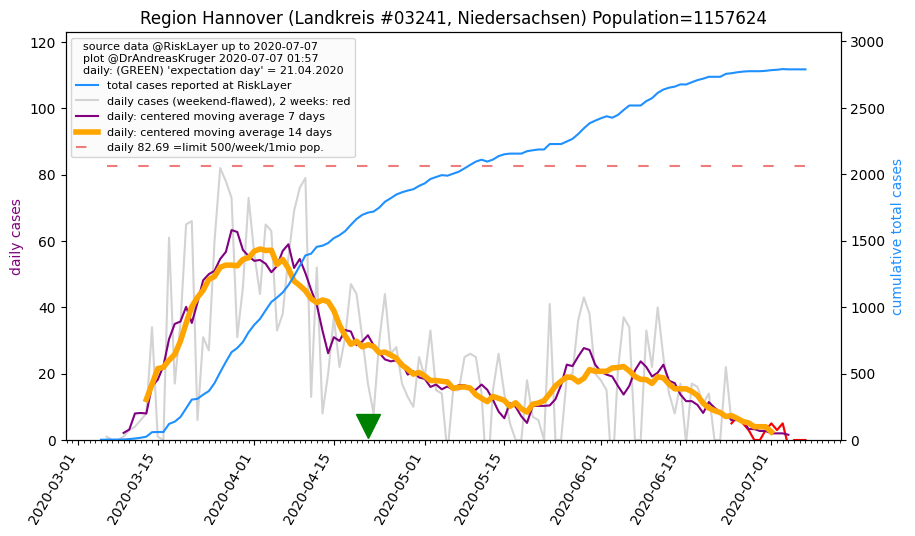 Region Hannover (Landkreis #03241, Niedersachsen) Population=1157624
source data @RiskLayer up to 2020-07-07
plot @DrAndreasKruger 2020-07-07 01:57
daily: (GREEN) 'expectation day' = 21.04.2020
total cases reported at RiskLayer
daily cases (weekend-flawed), 2 weeks: red
daily: centered moving average 7 days
daily: centered moving average 14 days
daily 82.69 =limit 500/week/1mio pop.
daily cases
120
100
80
60
40
20
0
3000
2500
2000
1500
1000
500
0
cumulative total cases
2020-03-01
2020-03-15
2020-04-01
2020-04-15
2020-05-01
2020-05-15
2020-06-01
2020-06-15
2020-07-01